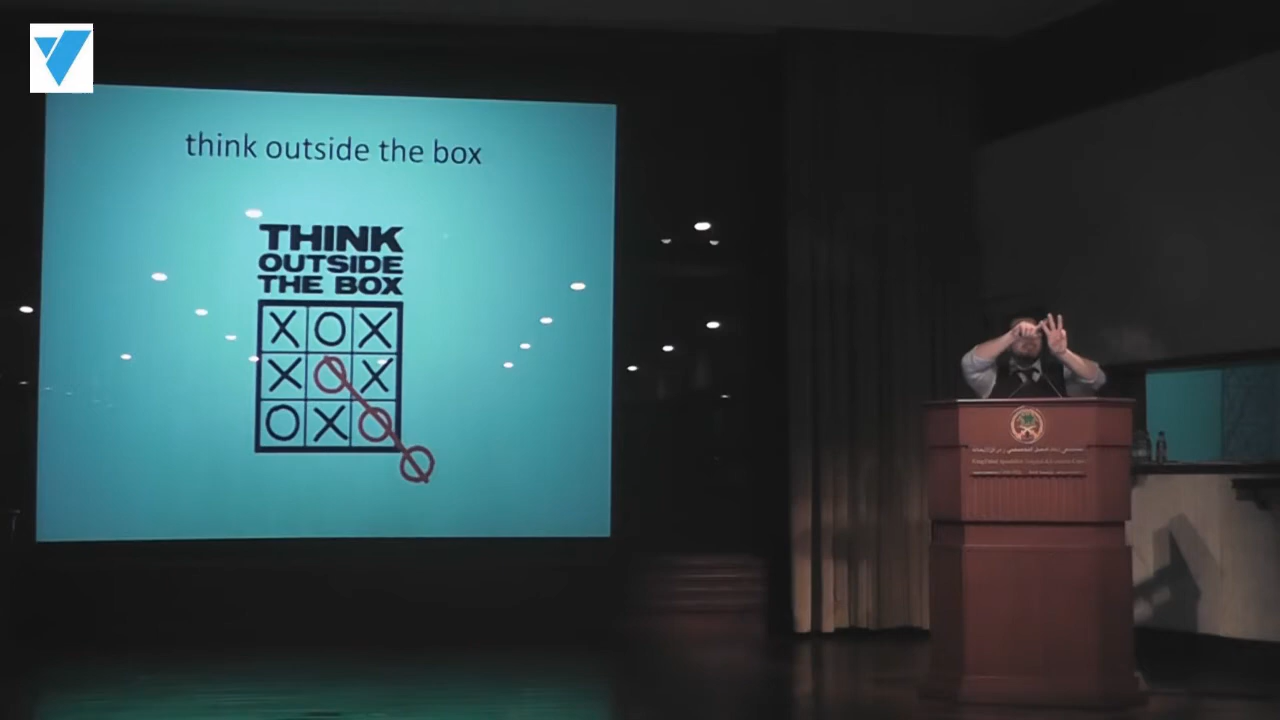 think outside the box
THINK
OUTSIDE
THE BOX
X O X
X O X
O X O
O